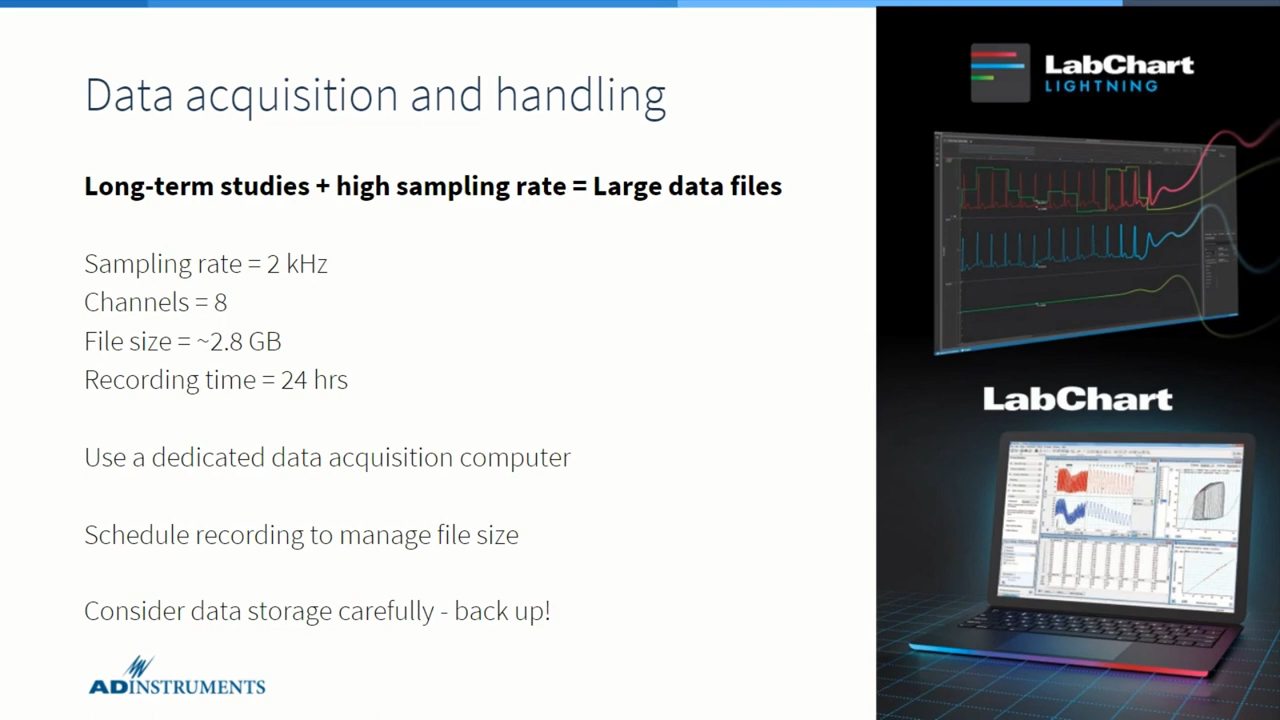 Data acquisition and handling
Long-term studies + high sampling rate = Large data files
Sampling rate = 2 kHz
Channels = 8
File size = ~2.8 GB
Recording time = 24 hrs
Use a dedicated data acquisition computer
Schedule recording to manage file size
Consider data storage carefully - back up!
ADINSTRUMENTS
LabChart
LIGHTNING
LabChart